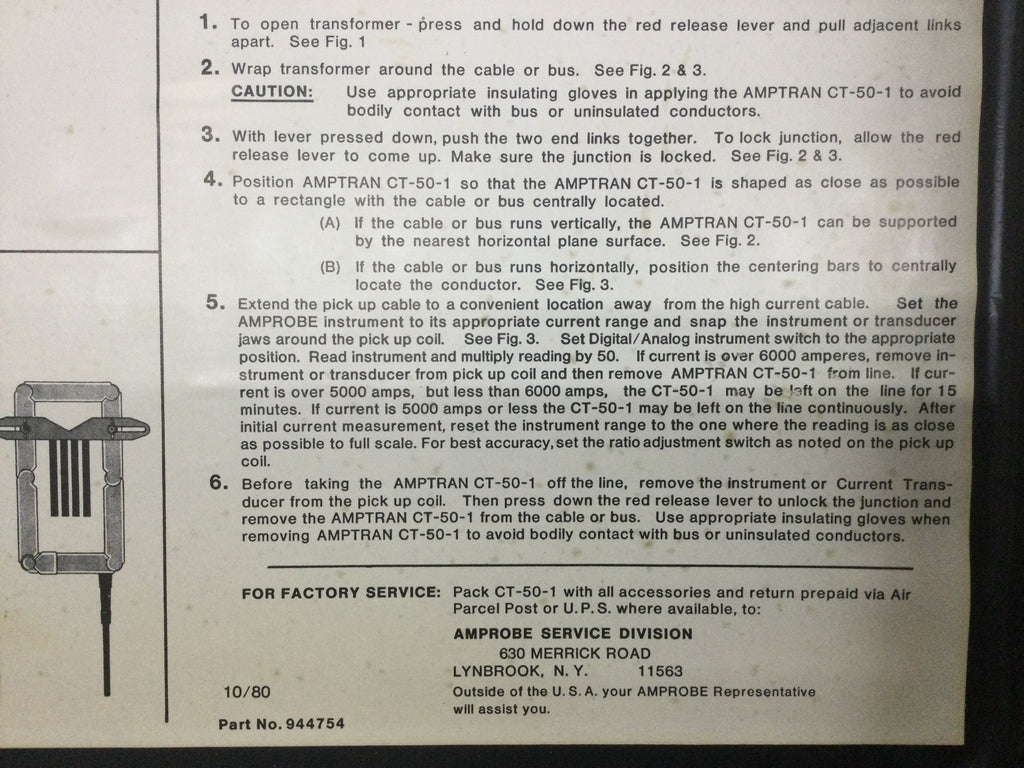 1. To open transformer - press and hold down the red release lever and pull adjacent links
apart. See Fig. 1
2. Wrap transformer around the cable or bus. See Fig. 2 & 3.
CAUTION: Use appropriate insulating gloves in applying the AMPTRAN CT-50-1 to avoid
bodily contact with bus or uninsulated conductors.
3. With lever pressed down, push the two end links together. To lock junction, allow the red
release lever to come up. Make sure the junction is locked. See Fig. 2 & 3.
4. Position AMPTRAN CT-50-1 so that the AMPTRAN CT-50-1 is shaped as close as possible
to a rectangle with the cable or bus centrally located.
(A) If the cable or bus runs vertically, the AMPTRAN CT-50-1 can be supported
by the nearest horizontal plane surface. See Fig. 2.
(B) If the cable or bus runs horizontally, position the centering bars to centrally
locate the conductor. See Fig. 3.
5. Extend the pick up cable to a convenient location away from the high current cable. Set the
AMPROBE instrument to its appropriate current range and snap the instrument or transducer
jaws around the pick up coil. See Fig. 3. Set Digital/Analog instrument switch to the appropriate
position. Read instrument and multiply reading by 50. If current is over 6000 amperes, remove in-
strument or transducer from pick up coil and then remove AMPTRAN CT-50-1 from line. If cur-
rent is over 5000 amps, but less than 6000 amps, the CT-50-1 may be left on the line for 15
minutes. If current is 5000 amps or less the CT-50-1 may be left on the line continuously. After
initial current measurement, reset the instrument range to the one where the reading is as close
as possible to full scale. For best accuracy, set the ratio adjustment switch as noted on the pick up
coil.
6. Before taking the AMPTRAN CT-50-1 off the line, remove the instrument or Current Trans-
ducer from the pick up coil. Then press down the red release lever to unlock the junction and
remove the AMPTRAN CT-50-1 from the cable or bus. Use appropriate insulating gloves when
removing AMPTRAN CT-50-1 to avoid bodily contact with bus or uninsulated conductors.
FOR FACTORY SERVICE: Pack CT-50-1 with all accessories and return prepaid via Air
Parcel Post or U.P.S. where available, to:
AMPROBE SERVICE DIVISION
630 MERRICK ROAD
LYNBROOK, N. Y. 11563
Outside of the U.S.A. your AMPROBE Representative
will assist you.
10/80
Part No. 944754